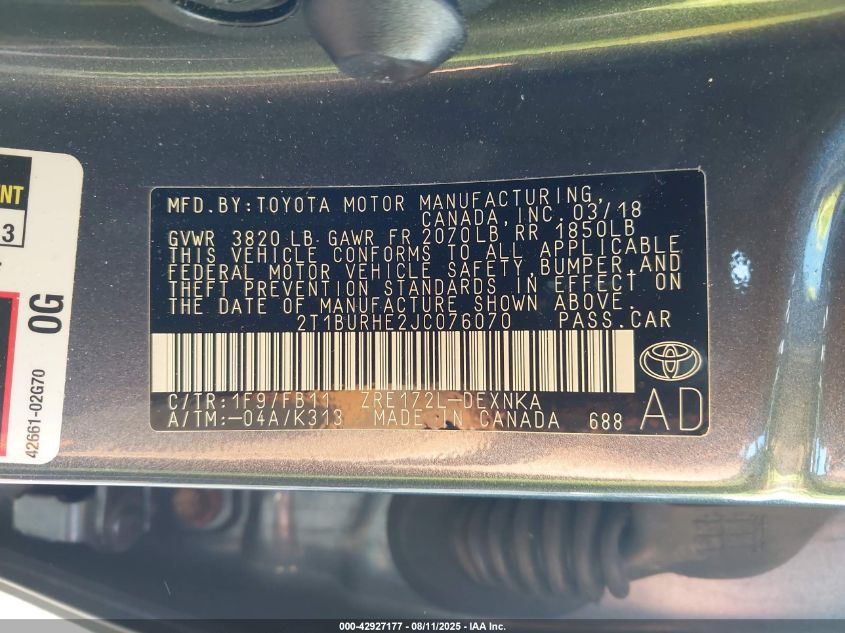 NT
3
0G
42661-02G70
MFD. BY: TOYOTA MOTOR MANUFACTURING,
CANADA, INC. 03/18
GVWR 3820 LB GAWR FR 2070LB, RR 1850LB
THIS VEHICLE CONFORMS TO ALL APPLICABLE
FEDERAL MOTOR VEHICLE SAFETY, BUMPER, AND
THEFT PREVENTION STANDARDS IN EFFECT ON
THE DATE OF MANUFACTURE SHOWN ABOVE.
2T1BURHE2JC076070 PASS. CAR
C/TR: 1F9/FB11 ZRE172L-DEXNKA
A/TM: -04A/K313 MADE IN CANADA 688 AD
000-42927177 — 08/11/2025 - IAA Inc.